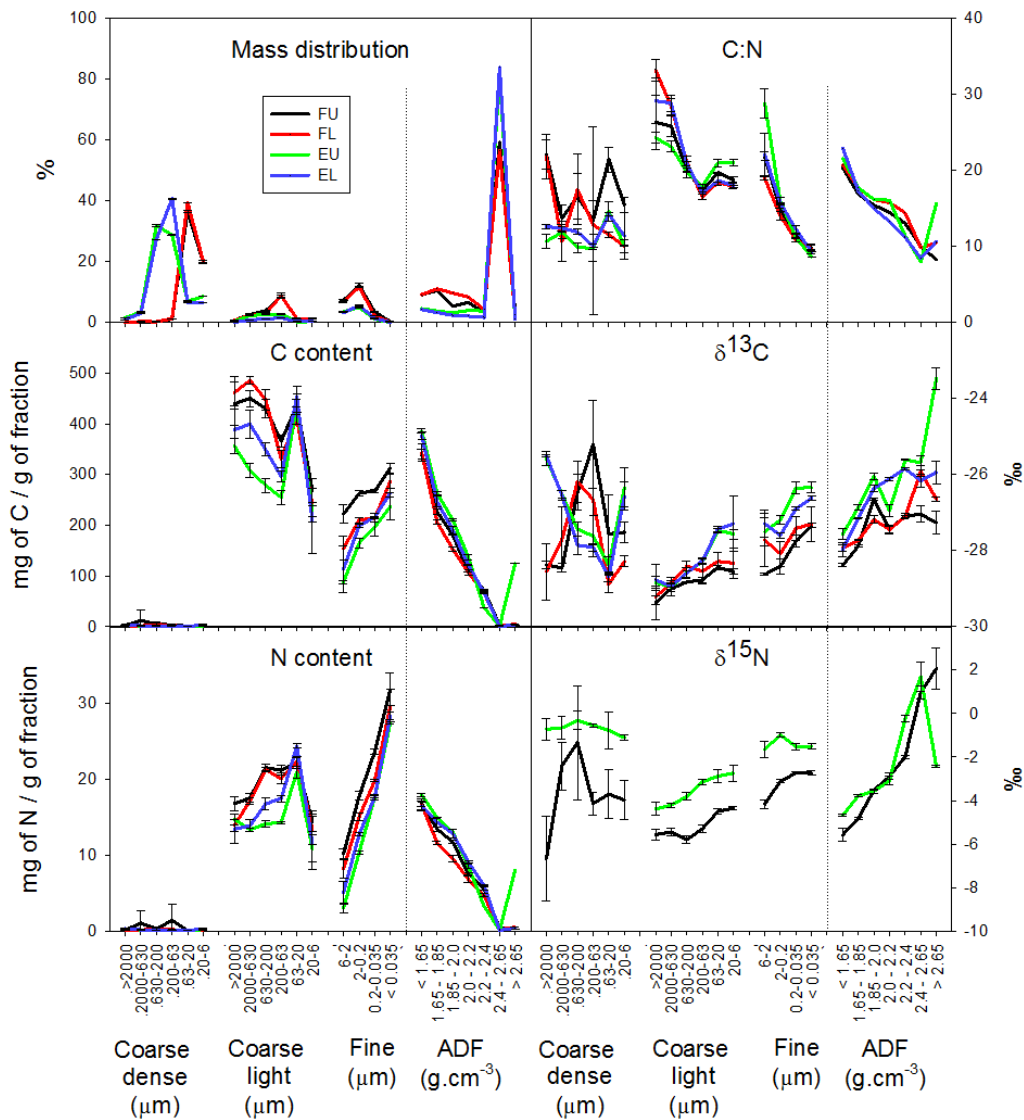 Mass distribution
C:N
%
100
80
60
40
20
0
FU
FL
EU
EL
40
30
20
10
0
C content
δ13C
mg of C / g of fraction
500
400
300
200
100
0
-24
-26
-28
-30
‰
N content
δ15N
mg of N / g of fraction
30
20
10
0
2
0
-2
-4
-6
-8
-10
‰
.>2000
.2000-630
.630-200
.200-63
63-20
.20-6
>2000
2000-630
630-200
200-63
63-20
20-6
6-2
2-0.2
0.2-0.035
< 0.035
< 1.65
1.65 - 1.85
1.85 - 2.0
2.0 - 2.2
2.2 - 2.4
2.4 - 2.65
> 2.65
.>2000
.2000-630
.630-200
.200-63
63-20
.20-6
>2000
2000-630
630-200
200-63
63-20
20-6
6-2
2-0.2
0.2-0.035
< 0.035
< 1.65
1.65 - 1.85
1.85 - 2.0
2.0 - 2.2
2.2 - 2.4
2.4 - 2.65
> 2.65
Coarse dense (μm)
Coarse light (μm)
Fine (μm)
ADF (g.cm-3)
Coarse dense (μm)
Coarse light (μm)
Fine (μm)
ADF (g.cm-3)